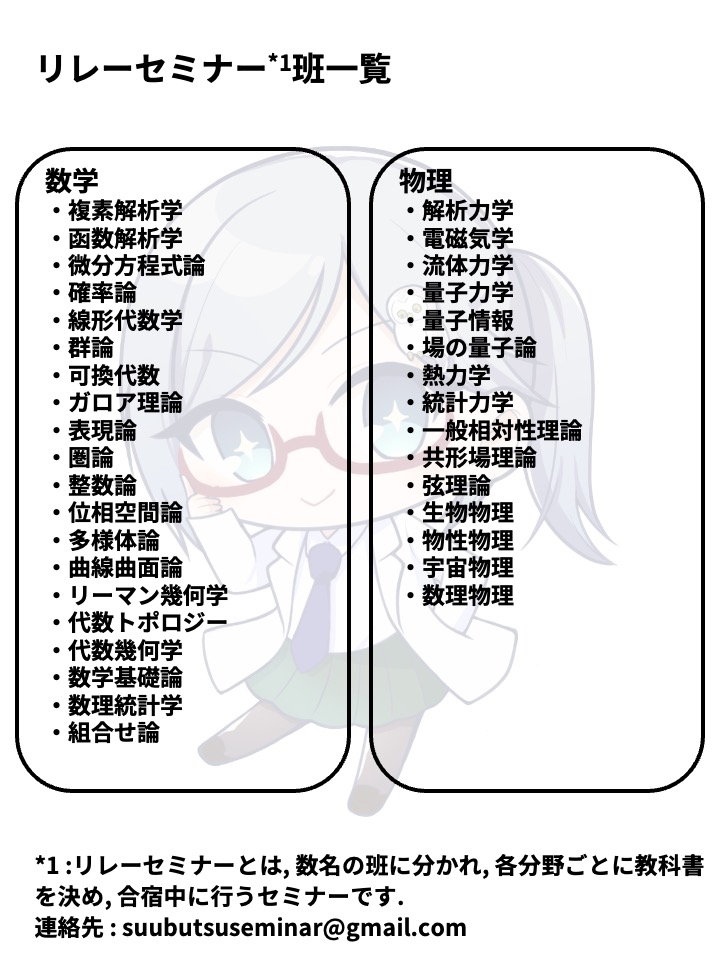 リレーセミナー*1班一覧
数学
・複素解析学
・函数解析学
・微分方程式論
・確率論
・線形代数学
・群論
・可換代数
・ガロア理論
・表現論
・圏論
・整数論
・位相空間論
・多様体論
・曲線曲面論
・リーマン幾何学
・代数トポロジー
・代数幾何学
・数学基礎論
・数理統計学
・組合せ論
物理
・解析力学
・電磁気学
・流体力学
・量子力学
・量子情報
・場の量子論
・熱力学
・統計力学
・一般相対性理論
・共形場理論
・弦理論
・生物物理
・物性物理
・宇宙物理
・数理物理
*1 :リレーセミナーとは, 数名の班に分かれ, 各分野ごとに教科書
を決め, 合宿中に行うセミナーです.
連絡先 : suubutsuseminar@gmail.com